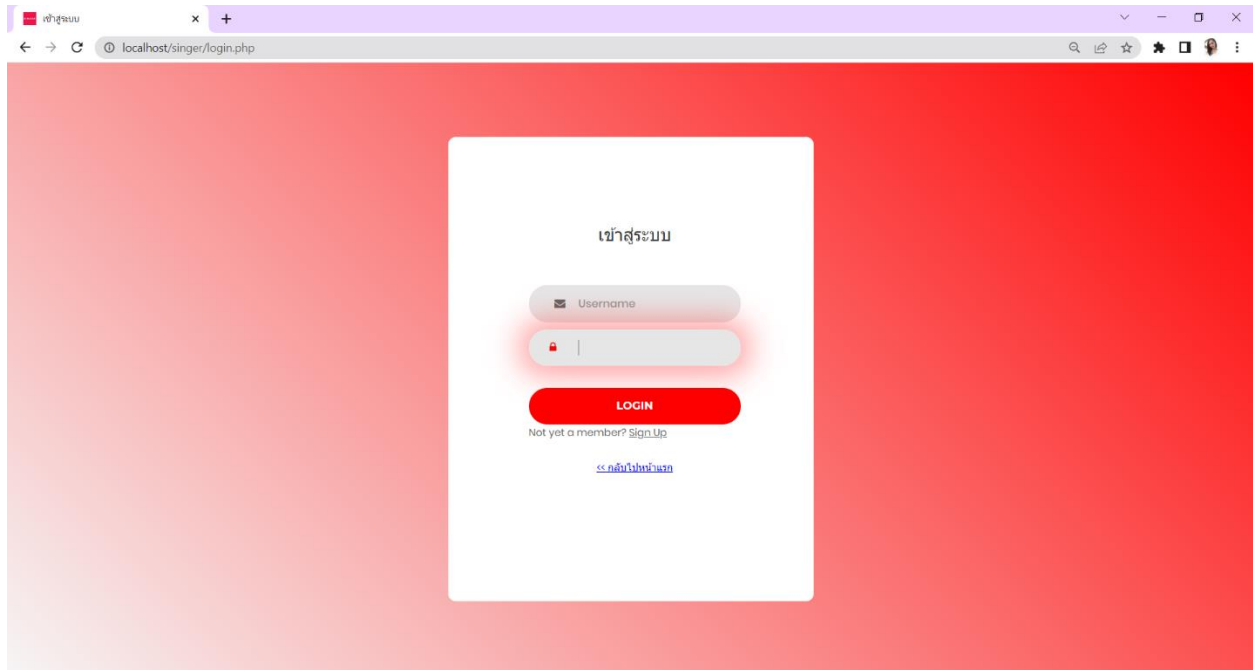 เข้าสู่ระบบ
localhost/singer/login.php
เข้าสู่ระบบ
Username
LOGIN
Not yet a member? Sign Up
<< กลับไปหน้าแรก